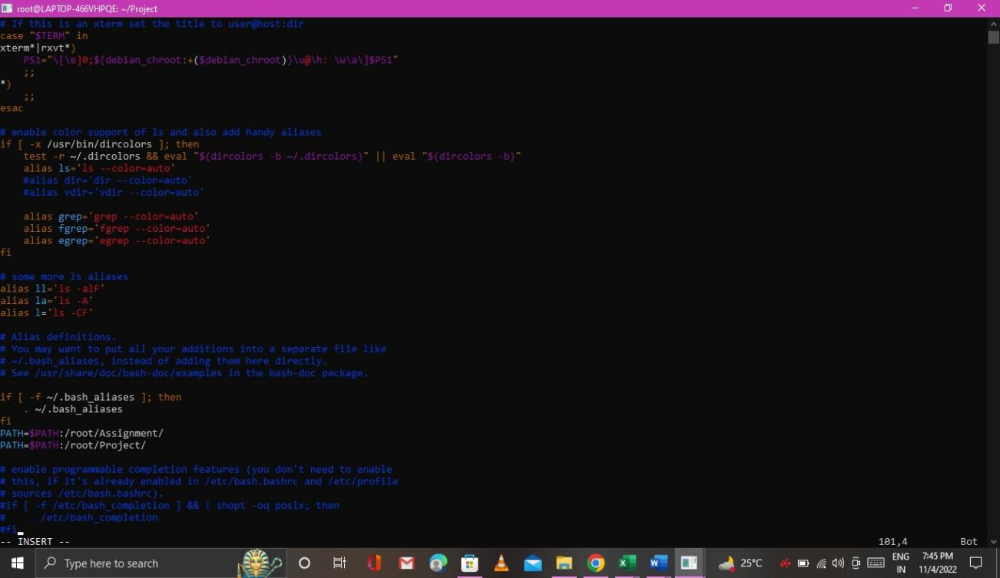 root@LAPTOP-466VHPQE: ~/Project
# If this is an xterm set the title to user@host:dir
case "$TERM" in
xterm*|rxvt*)
    PS1="\[\e]0;${debian_chroot:+($debian_chroot)}\u@\h: \w\a\]$PS1"
    ;;
*)
    ;;
esac

# enable color support of ls and also add handy aliases
if [ -x /usr/bin/dircolors ]; then
    test -r ~/.dircolors && eval "$(dircolors -b ~/.dircolors)" || eval "$(dircolors -b)"
    alias ls='ls --color=auto'
    #alias dir='dir --color=auto'
    #alias vdir='vdir --color=auto'

    alias grep='grep --color=auto'
    alias fgrep='fgrep --color=auto'
    alias egrep='egrep --color=auto'
fi

# some more ls aliases
alias ll='ls -alF'
alias la='ls -A'
alias l='ls -CF'

# Alias definitions.
# You may want to put all your additions into a separate file like
# ~/.bash_aliases, instead of adding them here directly.
# See /usr/share/doc/bash-doc/examples in the bash-doc package.

if [ -f ~/.bash_aliases ]; then
    . ~/.bash_aliases
fi
PATH=$PATH:/root/Assignment/
PATH=$PATH:/root/Project/

# enable programmable completion features (you don't need to enable
# this, if it's already enabled in /etc/bash.bashrc and /etc/profile
# sources /etc/bash.bashrc).
#if [ -f /etc/bash_completion ] && ! shopt -oq posix; then
#    . /etc/bash_completion
#fi
-- INSERT -- 101,4 Bot
Type here to search
25°C
ENG
IN
7:45 PM
11/4/2022